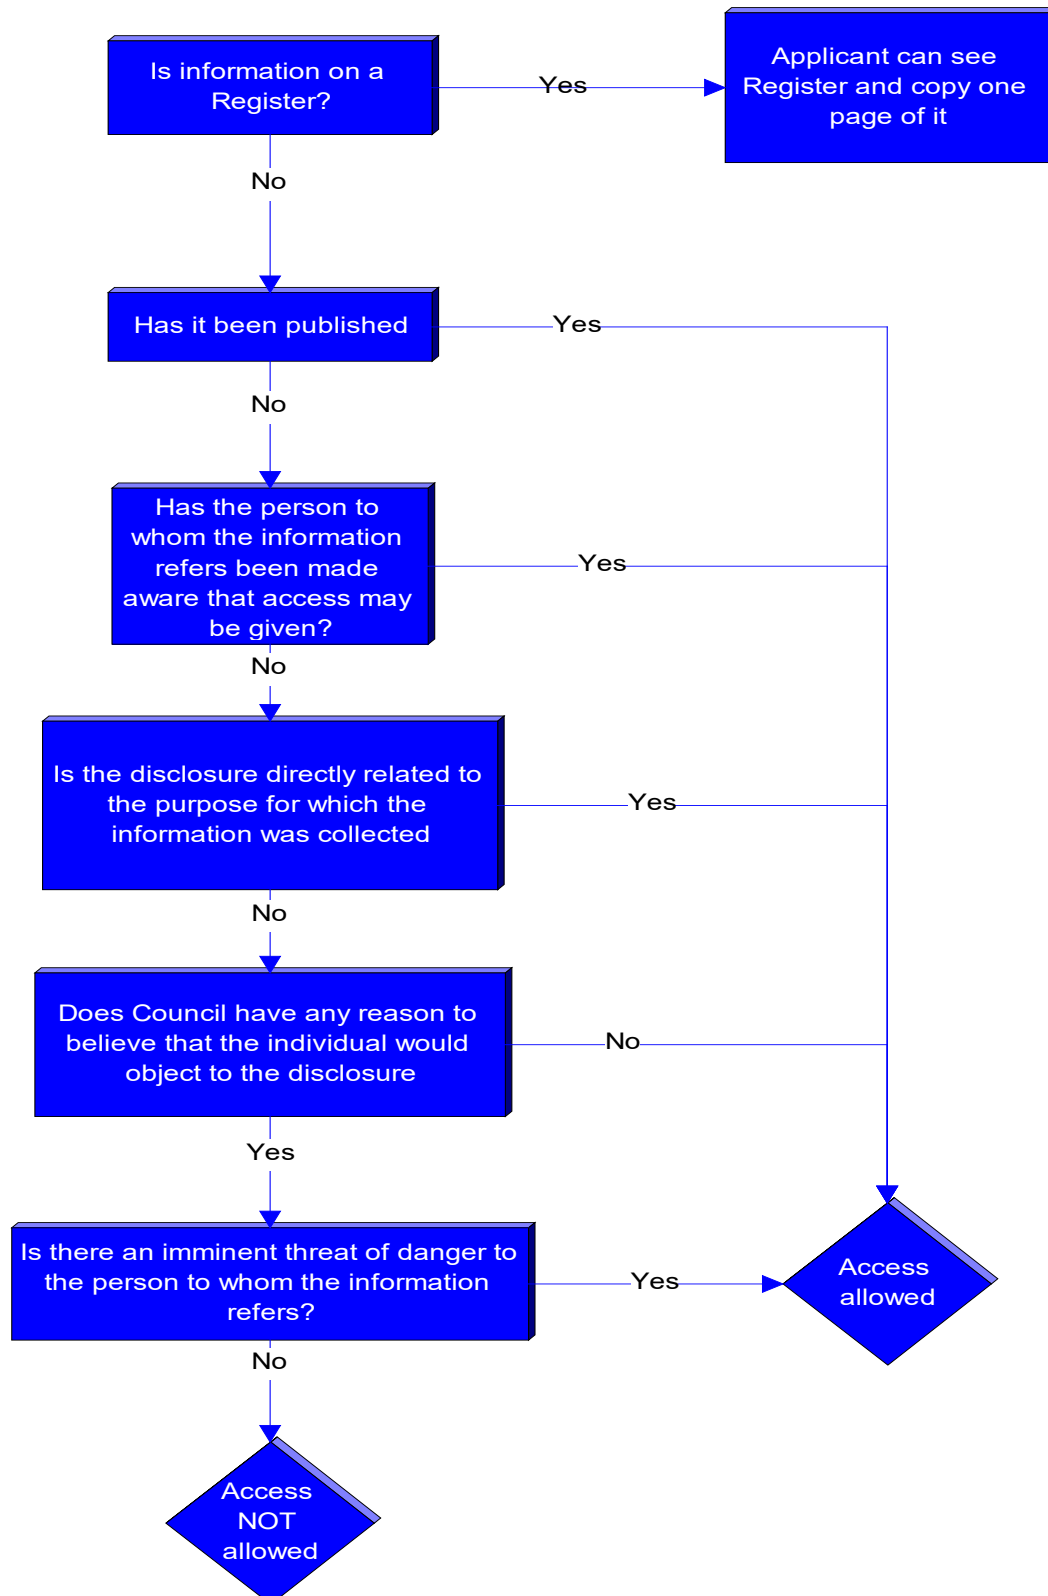 Is information on a
Register?
Yes
Applicant can see
Register and copy one
page of it
No
Has it been published
Yes
No
Has the person to
whom the information
refers been made
aware that access may
be given?
Yes
No
Is the disclosure directly related to
the purpose for which the
information was collected
Yes
No
Does Council have any reason to
believe that the individual would
object to the disclosure
No
Yes
Is there an imminent threat of danger to
the person to whom the information
refers?
Yes
Access
allowed
No
Access
NOT
allowed